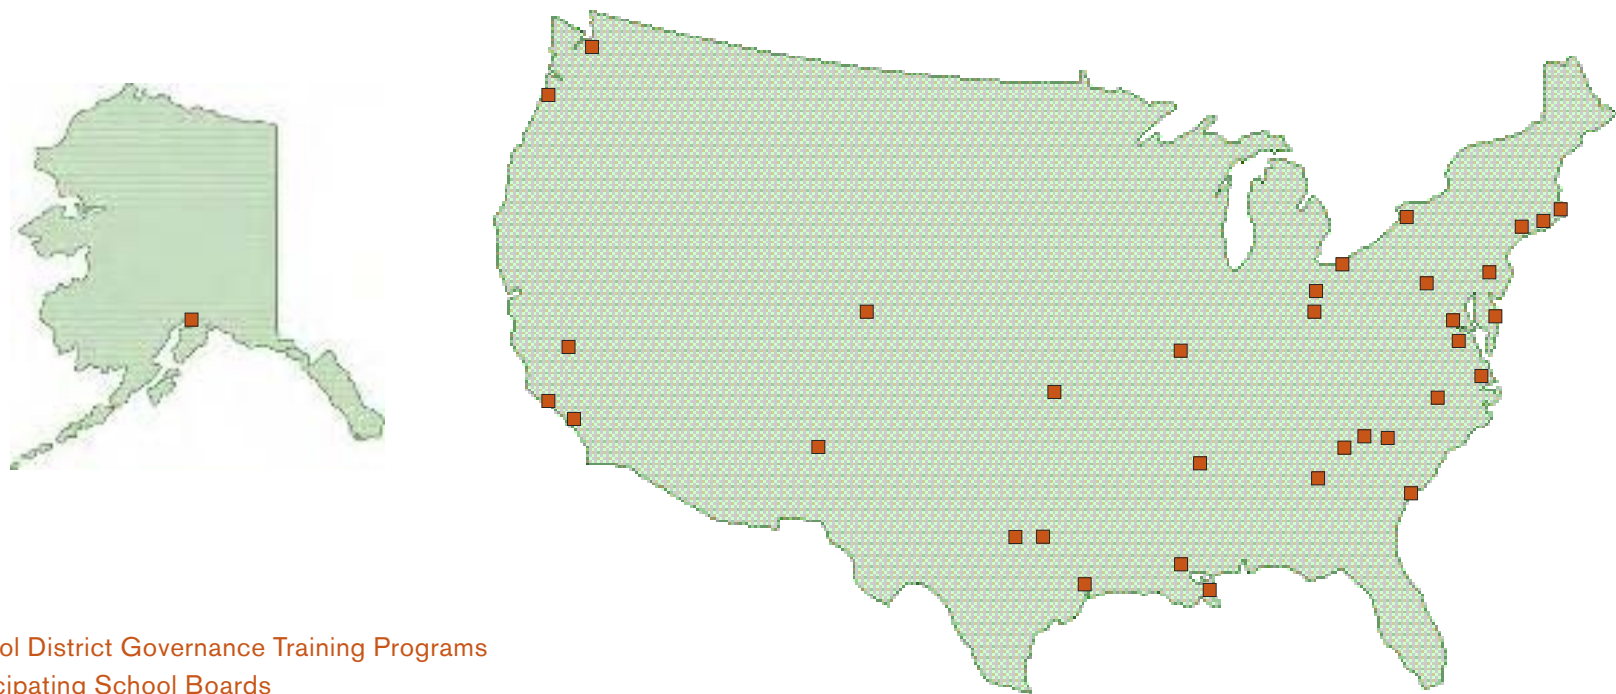 ol District Governance Training Programs
cipating School Boards